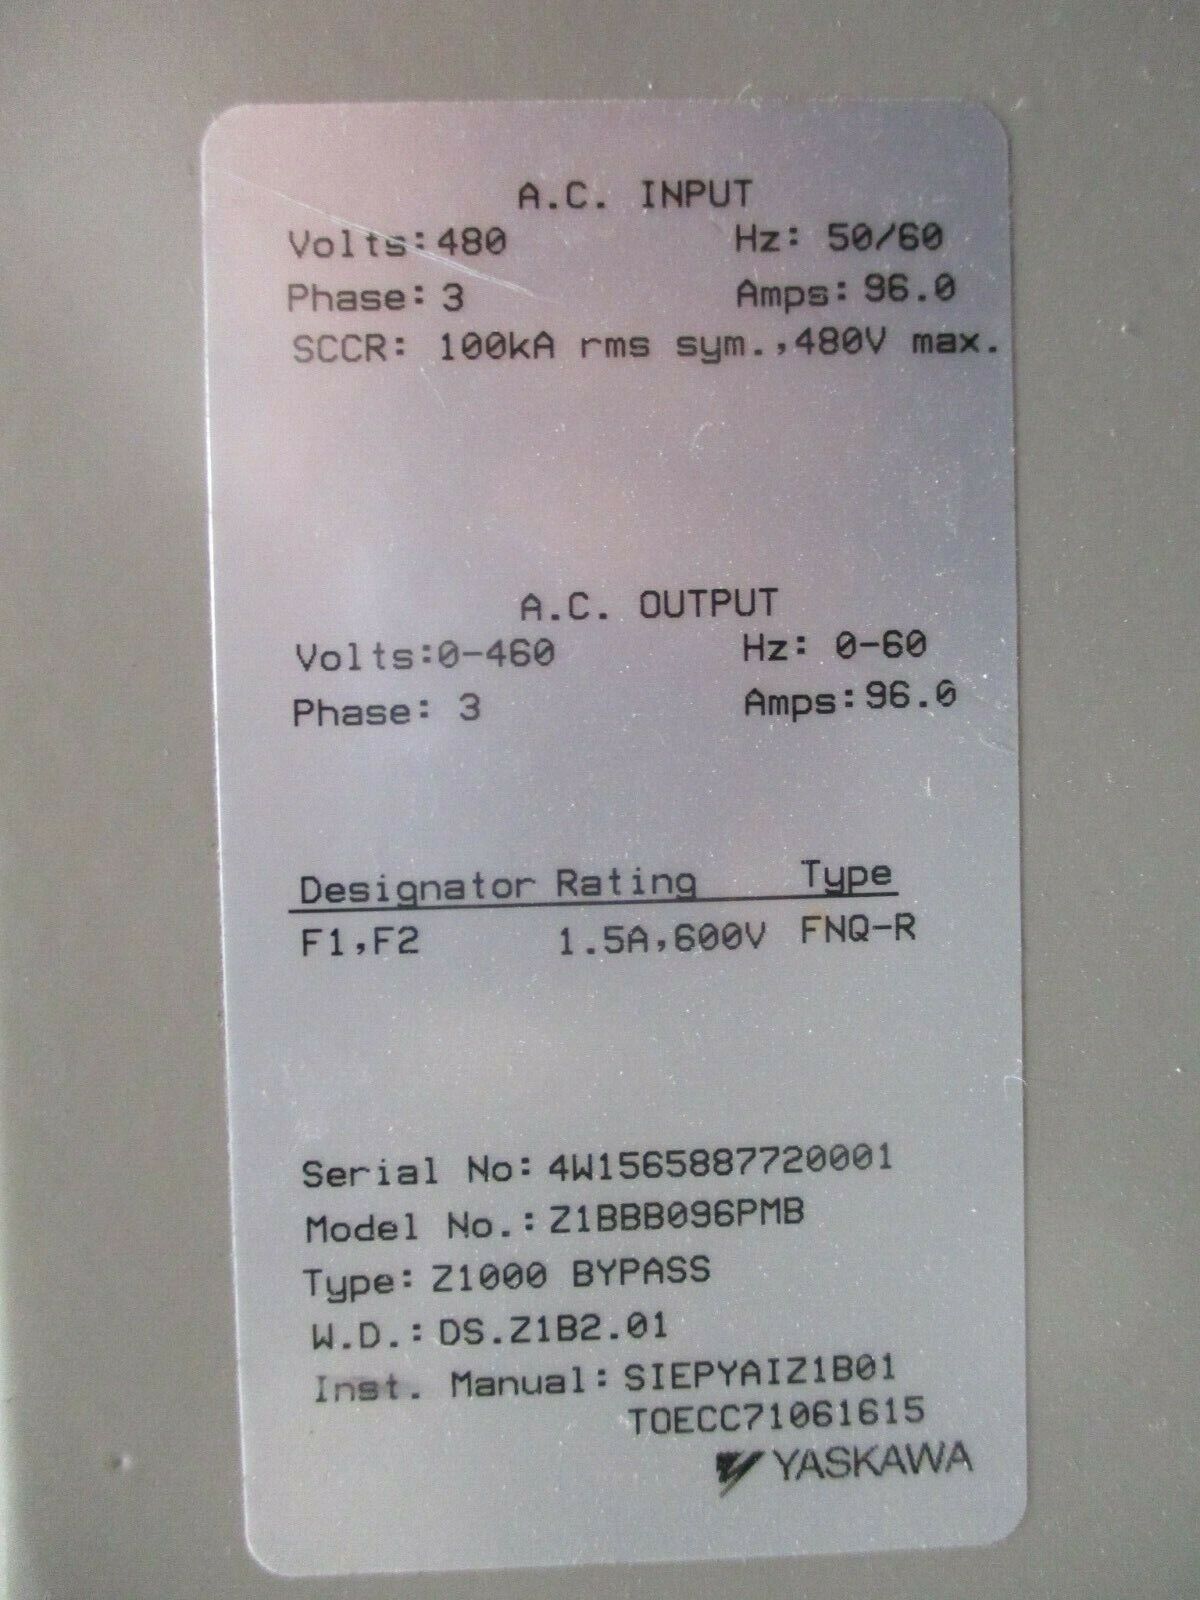 A.C. INPUT
Volts:480 Hz: 50/60
Phase: 3 Amps: 96.0
SCCR: 100kA rms sym.,480V max.
A.C. OUTPUT
Volts:0-460 Hz: 0-60
Phase: 3 Amps: 96.0
Designator Rating Type
F1,F2 1.5A,600V FNQ-R
Serial No: 4W1565887720001
Model No.: Z1BBB096PMB
Type: Z1000 BYPASS
W.D.: DS.Z1B2.01
Inst. Manual: SIEPYAIZ1B01
TOECC71061615
YASKAWA